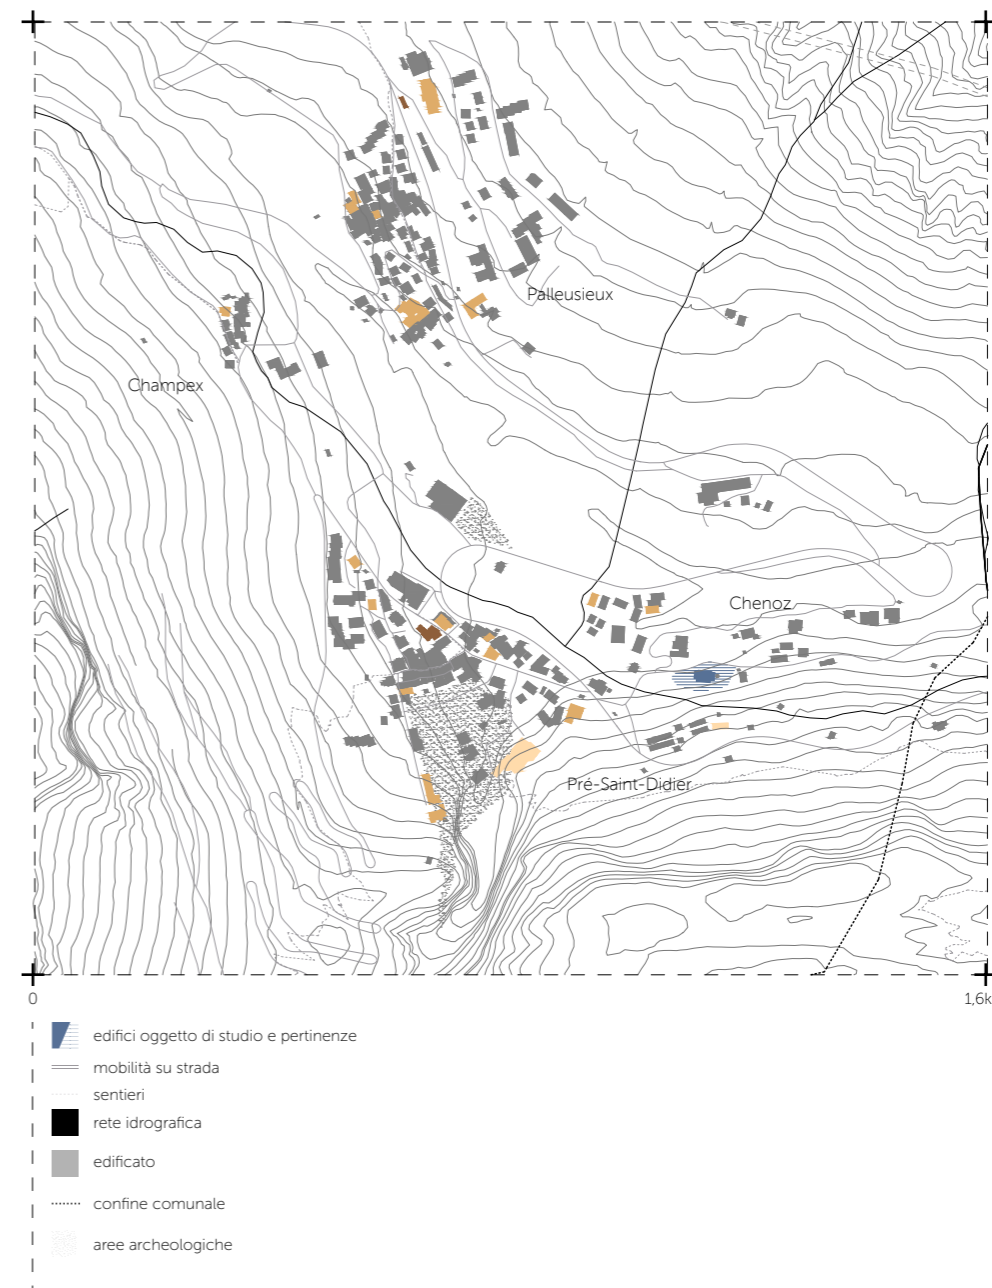 Palleusieux
Champex
Chenoz
Pré-Saint-Didier
0
1,6k
edifici oggetto di studio e pertinenze
mobilità su strada
sentieri
rete idrografica
edificato
confine comunale
aree archeologiche